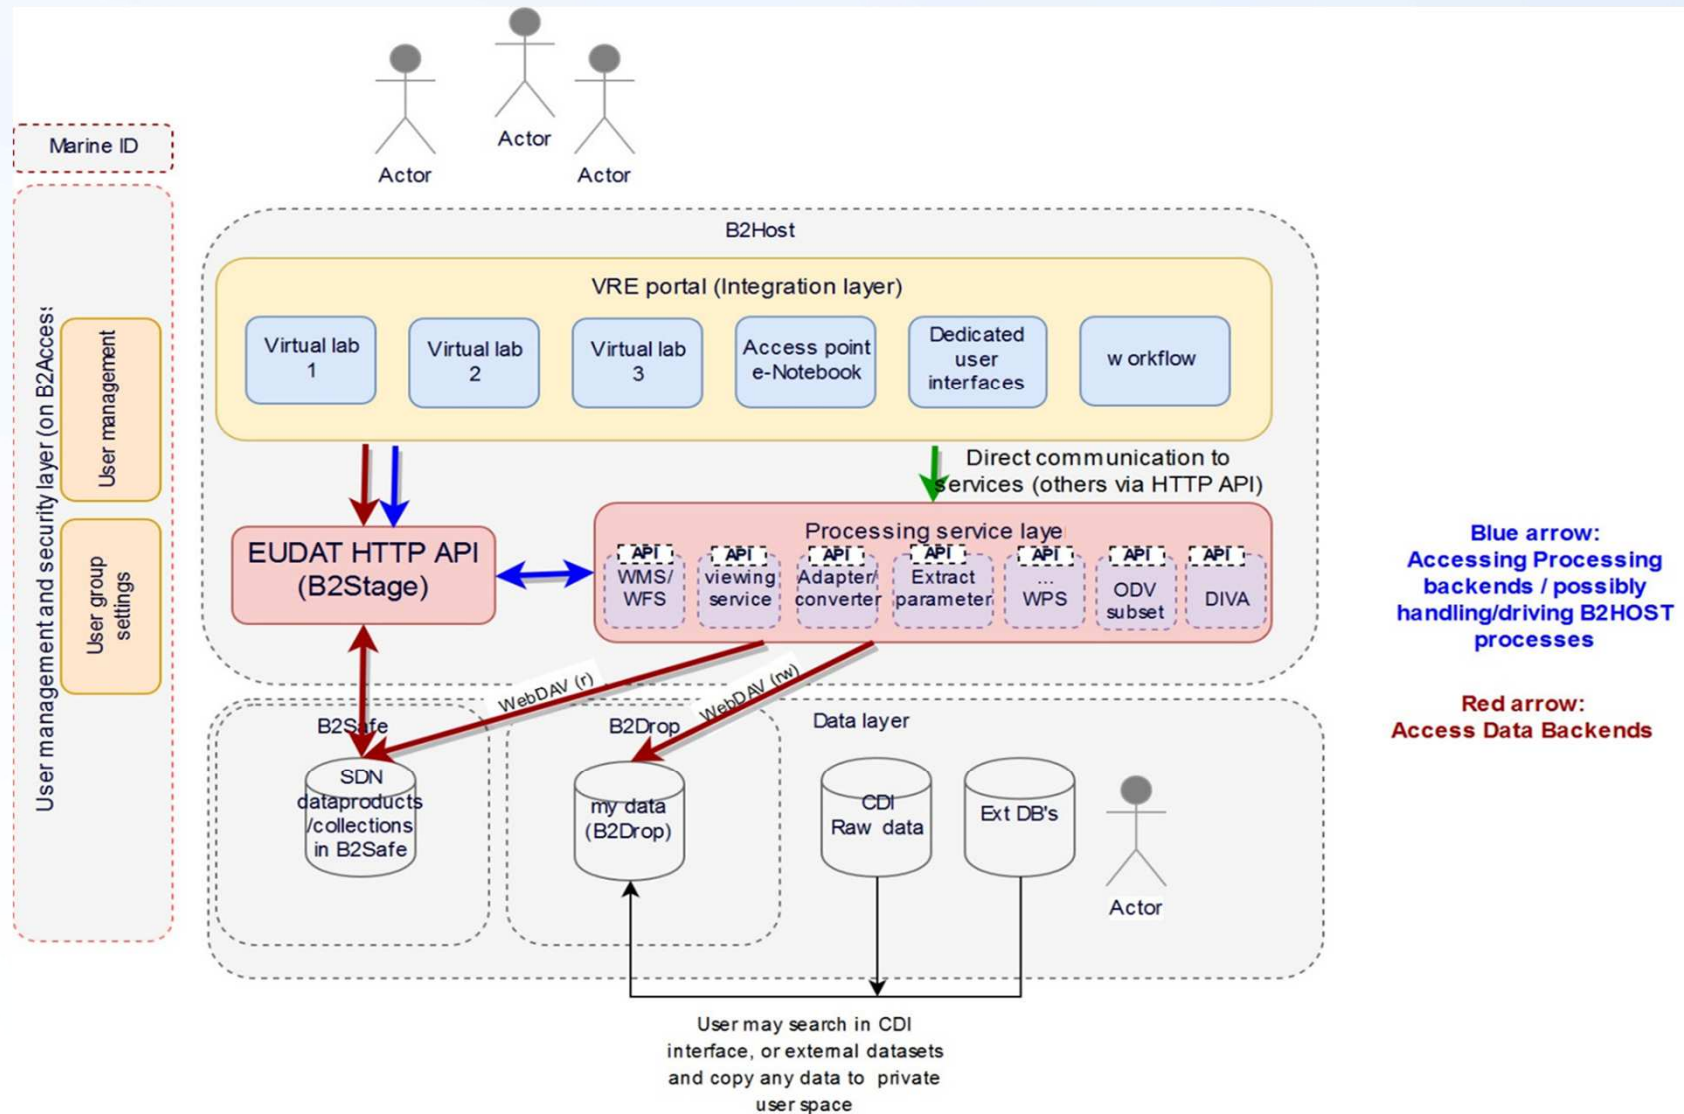 Actor
Actor
Actor
Marine ID
User management and security layer (on B2Access
User management
User group
settings
B2Host
VRE portal (Integration layer)
Virtual lab
1
Virtual lab
2
Virtual lab
3
Access point
e-Notebook
Dedicated
user
interfaces
w orkflow
Direct communication to
services (others via HTTP API)
EUDAT HTTP API
(B2Stage)
Processing service laye
API
WMS/
WFS
API
viewing
service
API
Adapter/
converter
API
Extract
parameter
API
...
WPS
API
ODV
subset
API
DIVA
Blue arrow:
Accessing Processing
backends / possibly
handling/driving B2HOST
processes
Red arrow:
Access Data Backends
WebDAV (r)
WebDAV (rw)
B2Safe
B2Drop
Data layer
SDN
dataproducts
/collections
in B2Safe
my data
(B2Drop)
CDI
Raw data
Ext DB's
Actor
User may search in CDI
interface, or external datasets
and copy any data to private
user space